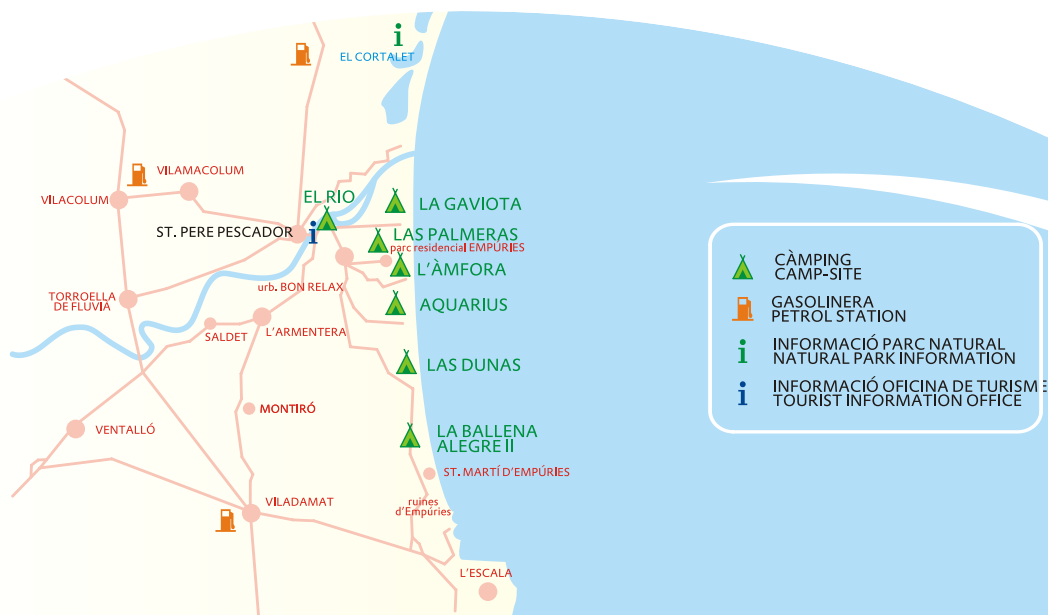 i
EL CORTALET
VILAMACOLUM
VILACOLUM
EL RIO
LA GAVIOTA
ST. PERE PESCADOR
i
LAS PALMERAS
parc residencial EMPÚRIES
L'ÀMFORA
urb. BON RELAX
TORROELLA
DE FLUVIÀ
AQUARIUS
SALDET
L'ARMENTERA
LAS DUNAS
MONTIRÓ
VENTALLÓ
LA BALLENA
ALEGRE II
ST. MARTÍ D'EMPÚRIES
VILADAMAT
ruines
d'Empúries
L'ESCALA
CÀMPING
CAMP-SITE
GASOLINERA
PETROL STATION
i
INFORMACIÓ PARC NATURAL
NATURAL PARK INFORMATION
i
INFORMACIÓ OFICINA DE TURISME
TOURIST INFORMATION OFFICE